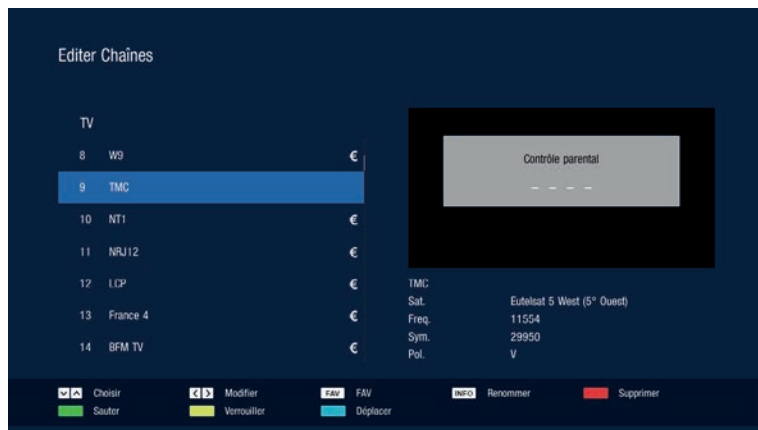 Editer Chaînes
TV
8 W9 €
9 TMC
10 NT1 €
11 NRJ12 €
12 LCP €
13 France 4 €
14 BFM TV €
Contrôle parental
_ _ _ _
TMC
Sat. Eutelsat 5 West (5° Ouest)
Freq. 11554
Sym. 29950
Pol. V
Choisir Modifier FAV FAV INFO Renommer Supprimer
Sauter Verrouiller Déplacer